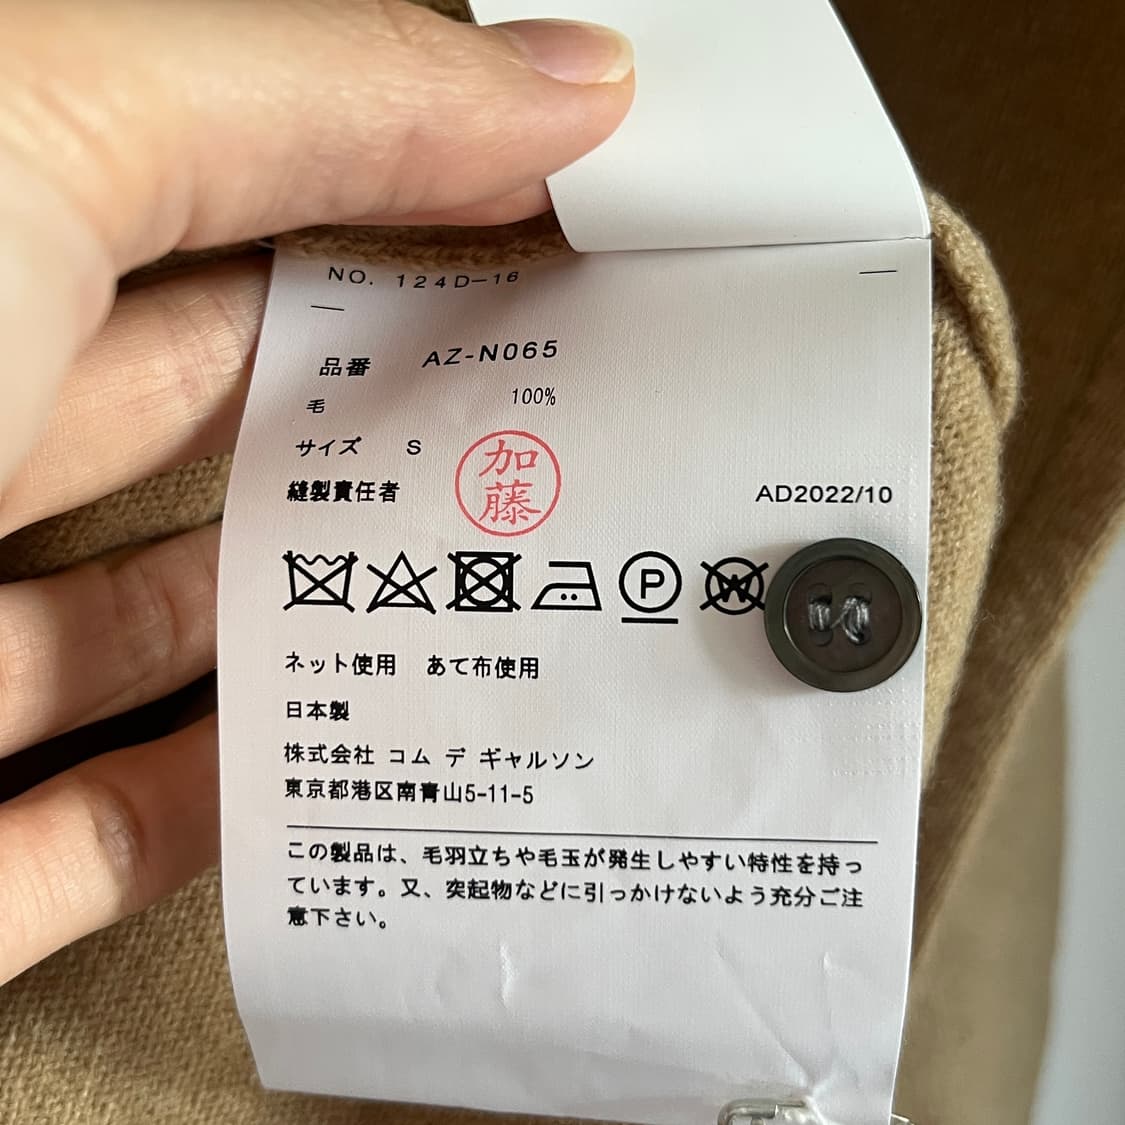 NO. 124D-16
品番 AZ-N065
毛 100%
サイズ S
加藤
縫製責任者
AD2022/10
P
W
ネット使用 あて布使用
日本製
株式会社 コム デ ギャルソン
東京都港区南青山5-11-5
この製品は、毛羽立ちや毛玉が発生しやすい特性を持っ
ています。又、突起物などに引っかけないよう充分ご注
意下さい。